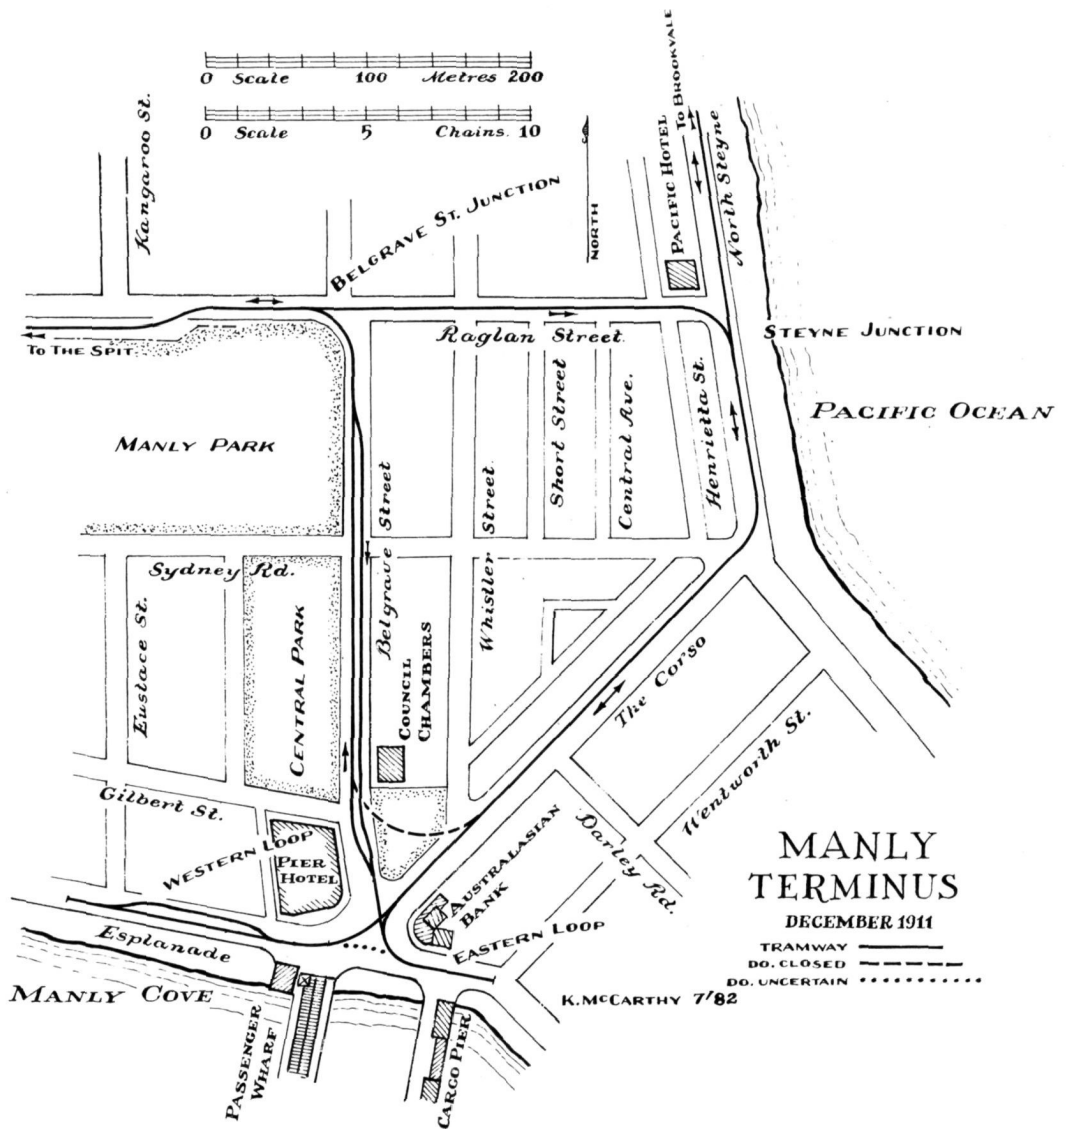 0 Scale 100 Metres 200
0 Scale 5 Chains. 10
Kangaroo St.
BELGRAVE ST. JUNCTION
NORTH
PACIFIC HOTEL
To BROOKVALE
North Steyne
To THE SPIT
Raglan Street.
STEYNE JUNCTION
PACIFIC OCEAN
MANLY PARK
Belgrave Street
Whistler Street
Short Street
Central Ave.
Henrietta St.
Sydney Rd.
Eustace St.
CENTRAL PARK
COUNCIL
CHAMBERS
The Corso
Wentworth St.
Darley Rd.
Gilbert St.
WESTERN LOOP
PIER
HOTEL
AUSTRALASIAN
BANK
EASTERN LOOP
Esplanade
MANLY COVE
PASSENGER
WHARF
CARGO PIER
K. McCARTHY 7/'82
MANLY
TERMINUS
DECEMBER 1911
TRAMWAY
DO. CLOSED
DO. UNCERTAIN